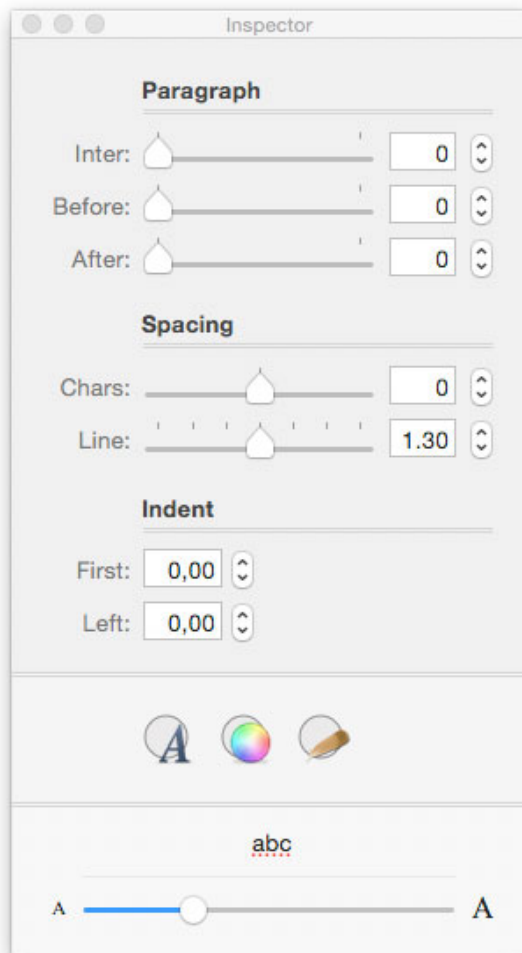 Inspector
Paragraph
Inter: 0
Before: 0
After: 0
Spacing
Chars: 0
Line: 1.30
Indent
First: 0,00
Left: 0,00
A
abc
A A